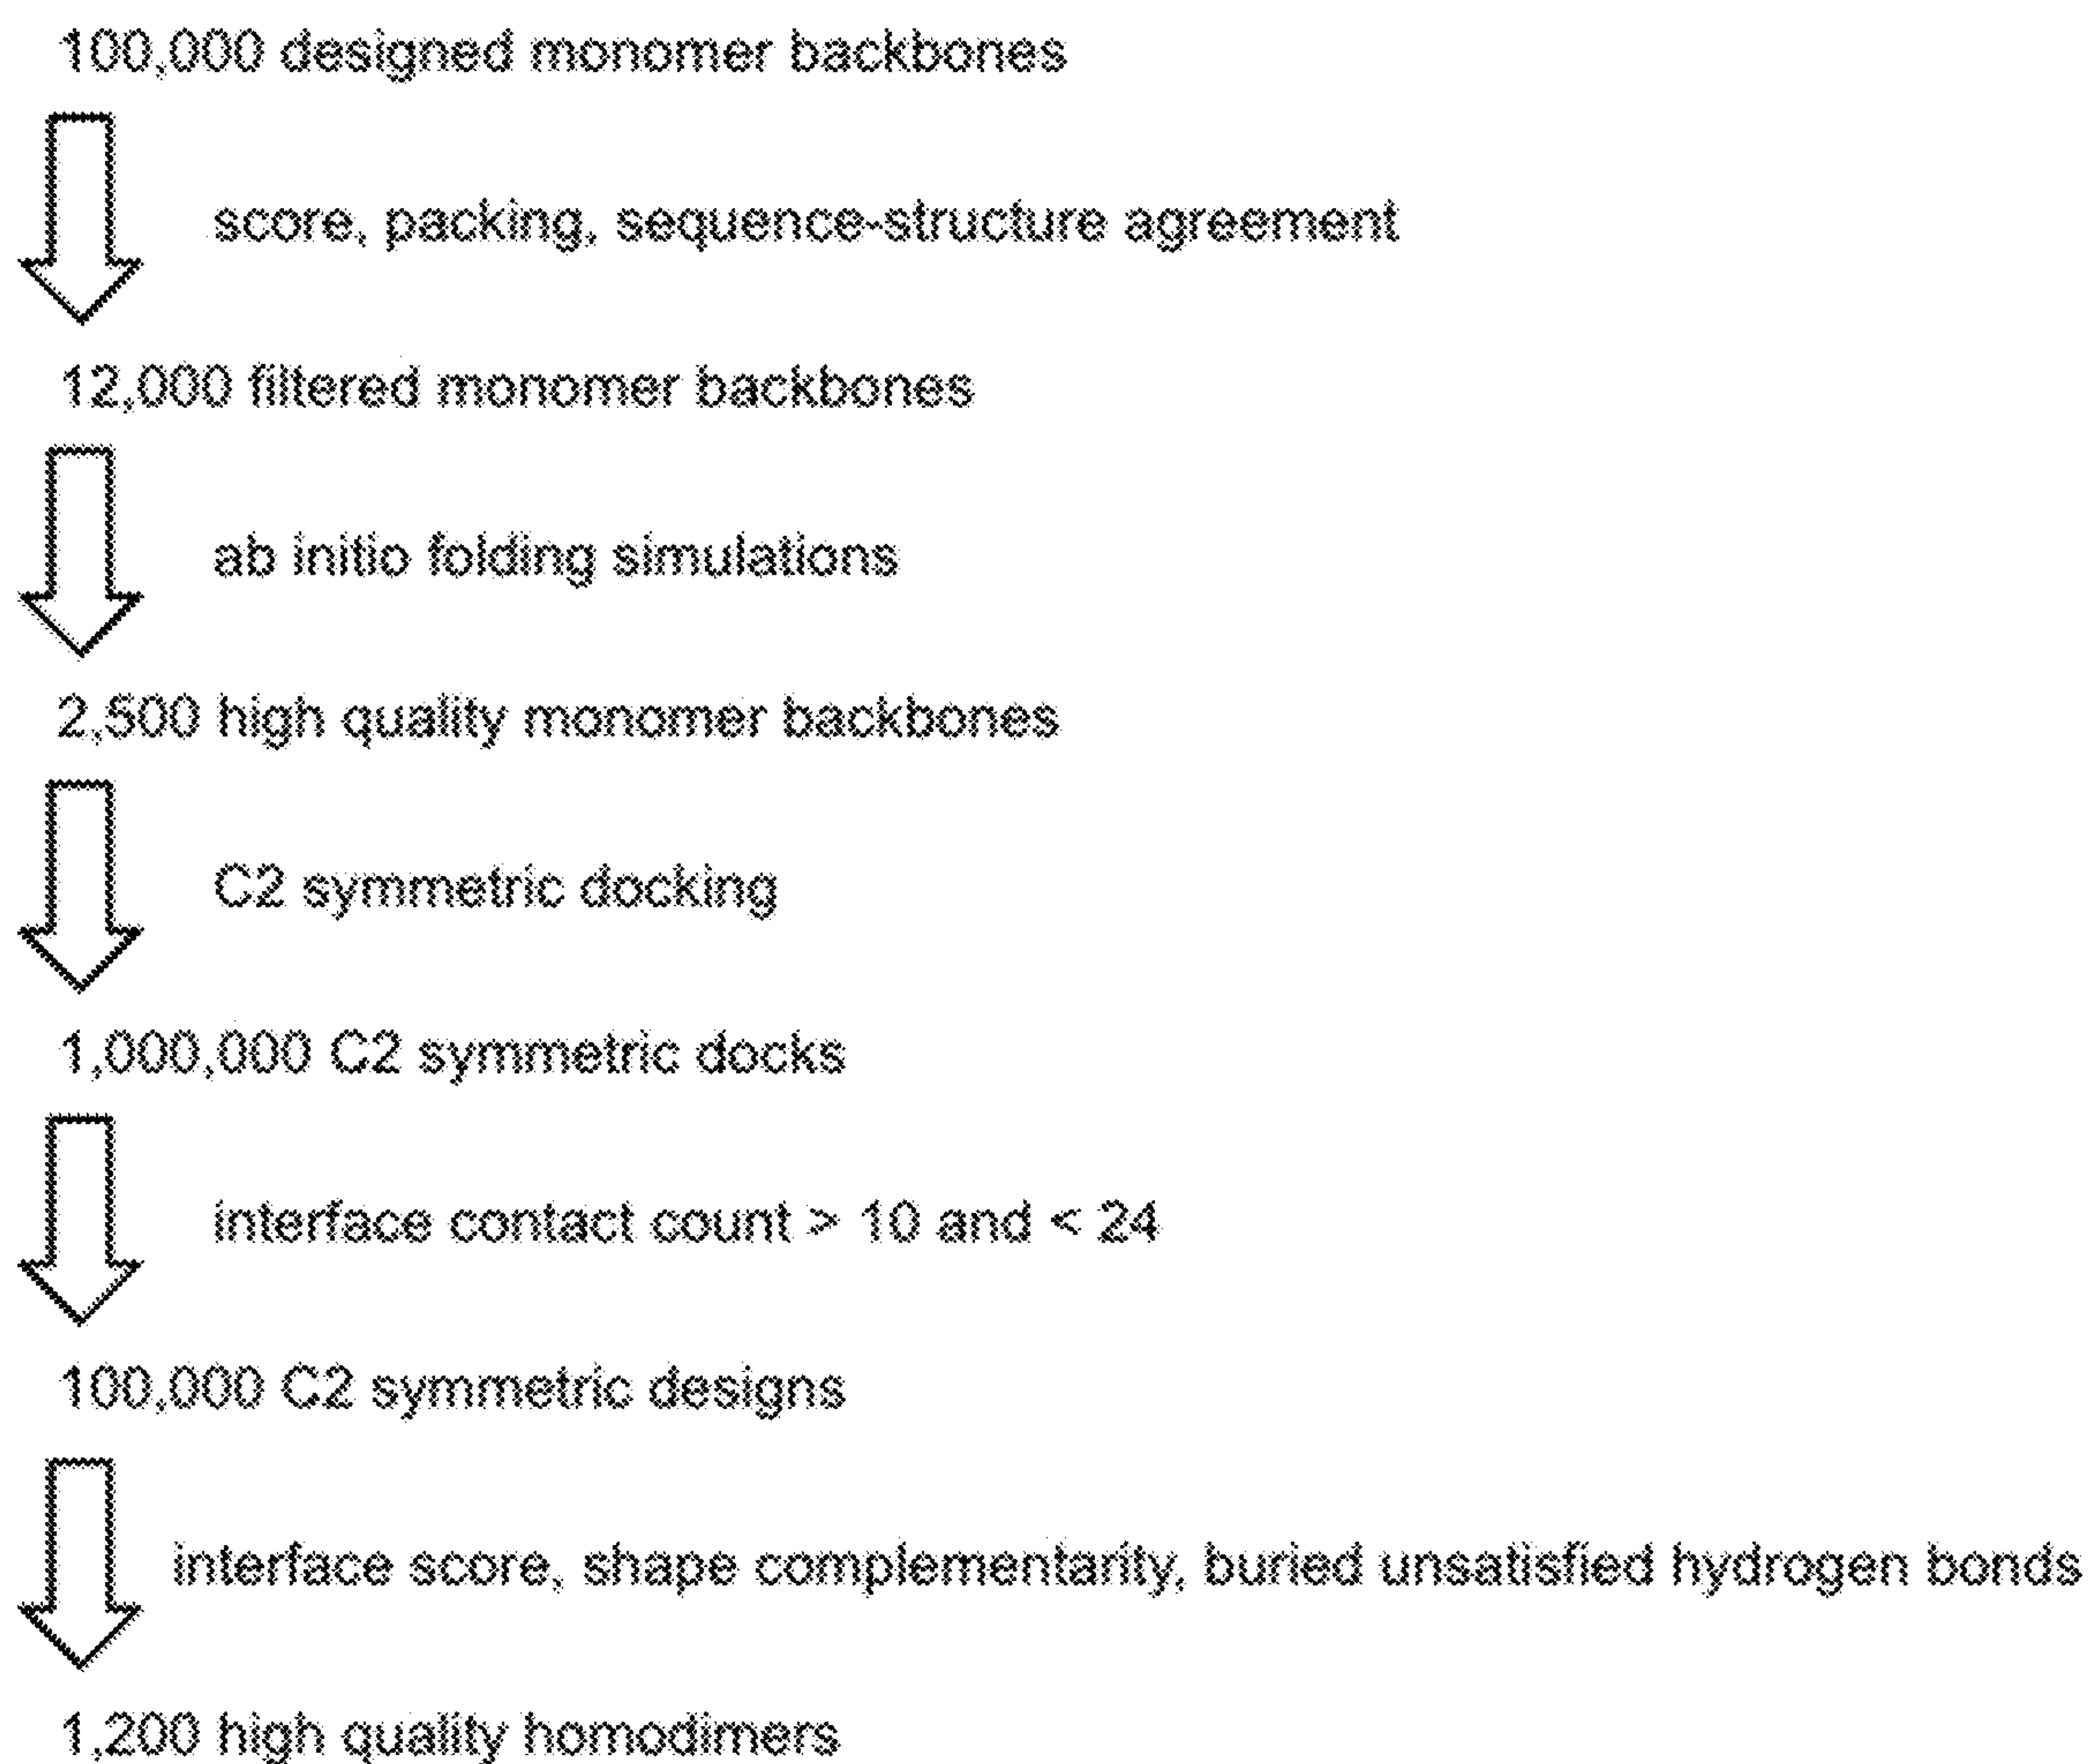 100,000 designed monomer backbones
score, packing, sequence-structure agreement
12,000 filtered monomer backbones
ab initio folding simulations
2,500 high quality monomer backbones
C2 symmetric docking
1,000,000 C2 symmetric docks
interface contact count > 10 and < 24
100,000 C2 symmetric designs
interface score, shape complementarity, buried unsatisfied hydrogen bonds
1,200 high quality homodimers